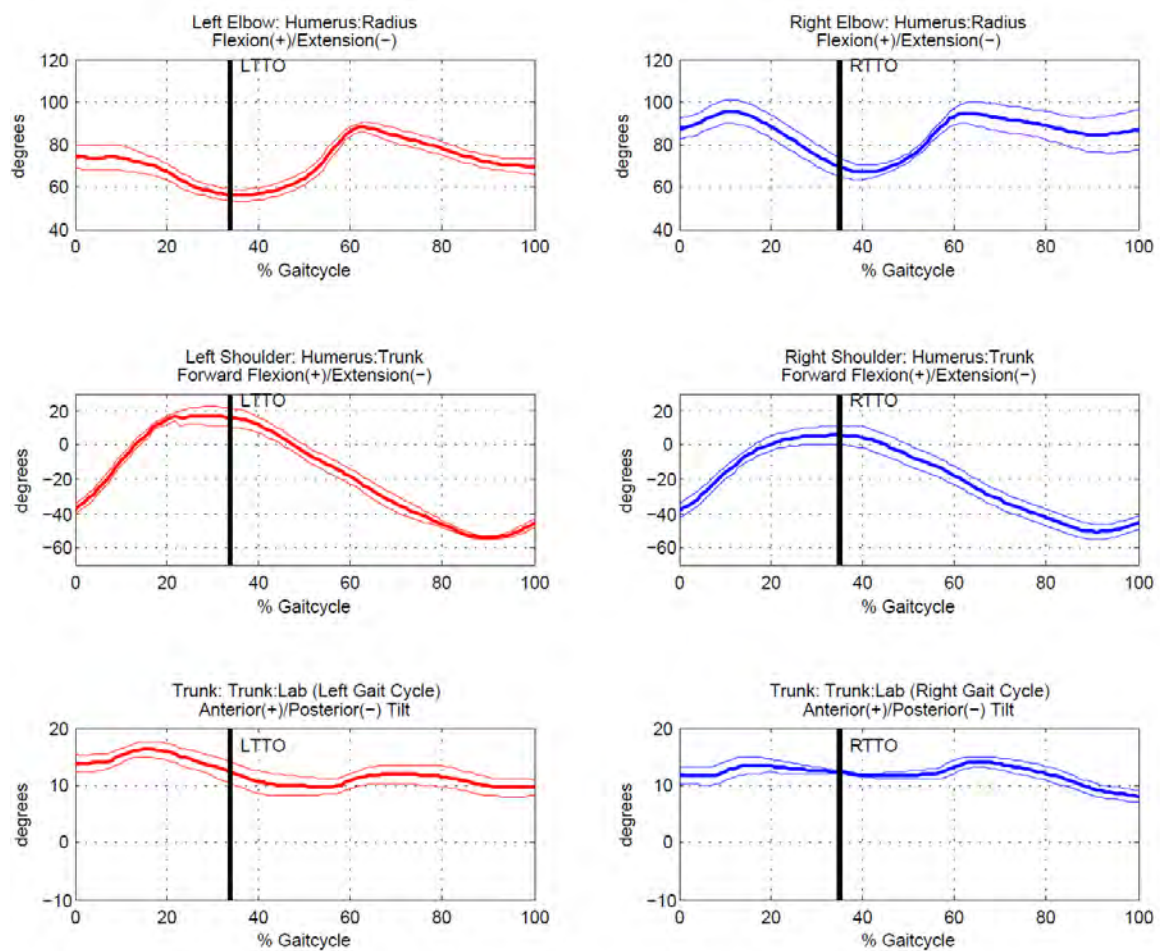 Left Elbow: Humerus:Radius
Flexion(+)/Extension(−)
120
100
80
60
40
degrees
LTTO
0 20 40 60 80 100
% Gaitcycle
Right Elbow: Humerus:Radius
Flexion(+)/Extension(−)
120
100
80
60
40
degrees
RTTO
0 20 40 60 80 100
% Gaitcycle
Left Shoulder: Humerus:Trunk
Forward Flexion(+)/Extension(−)
20
0
−20
−40
−60
degrees
LTTO
0 20 40 60 80 100
% Gaitcycle
Right Shoulder: Humerus:Trunk
Forward Flexion(+)/Extension(−)
20
0
−20
−40
−60
degrees
RTTO
0 20 40 60 80 100
% Gaitcycle
Trunk: Trunk:Lab (Left Gait Cycle)
Anterior(+)/Posterior(−) Tilt
20
10
0
−10
degrees
LTTO
0 20 40 60 80 100
% Gaitcycle
Trunk: Trunk:Lab (Right Gait Cycle)
Anterior(+)/Posterior(−) Tilt
20
10
0
−10
degrees
RTTO
0 20 40 60 80 100
% Gaitcycle